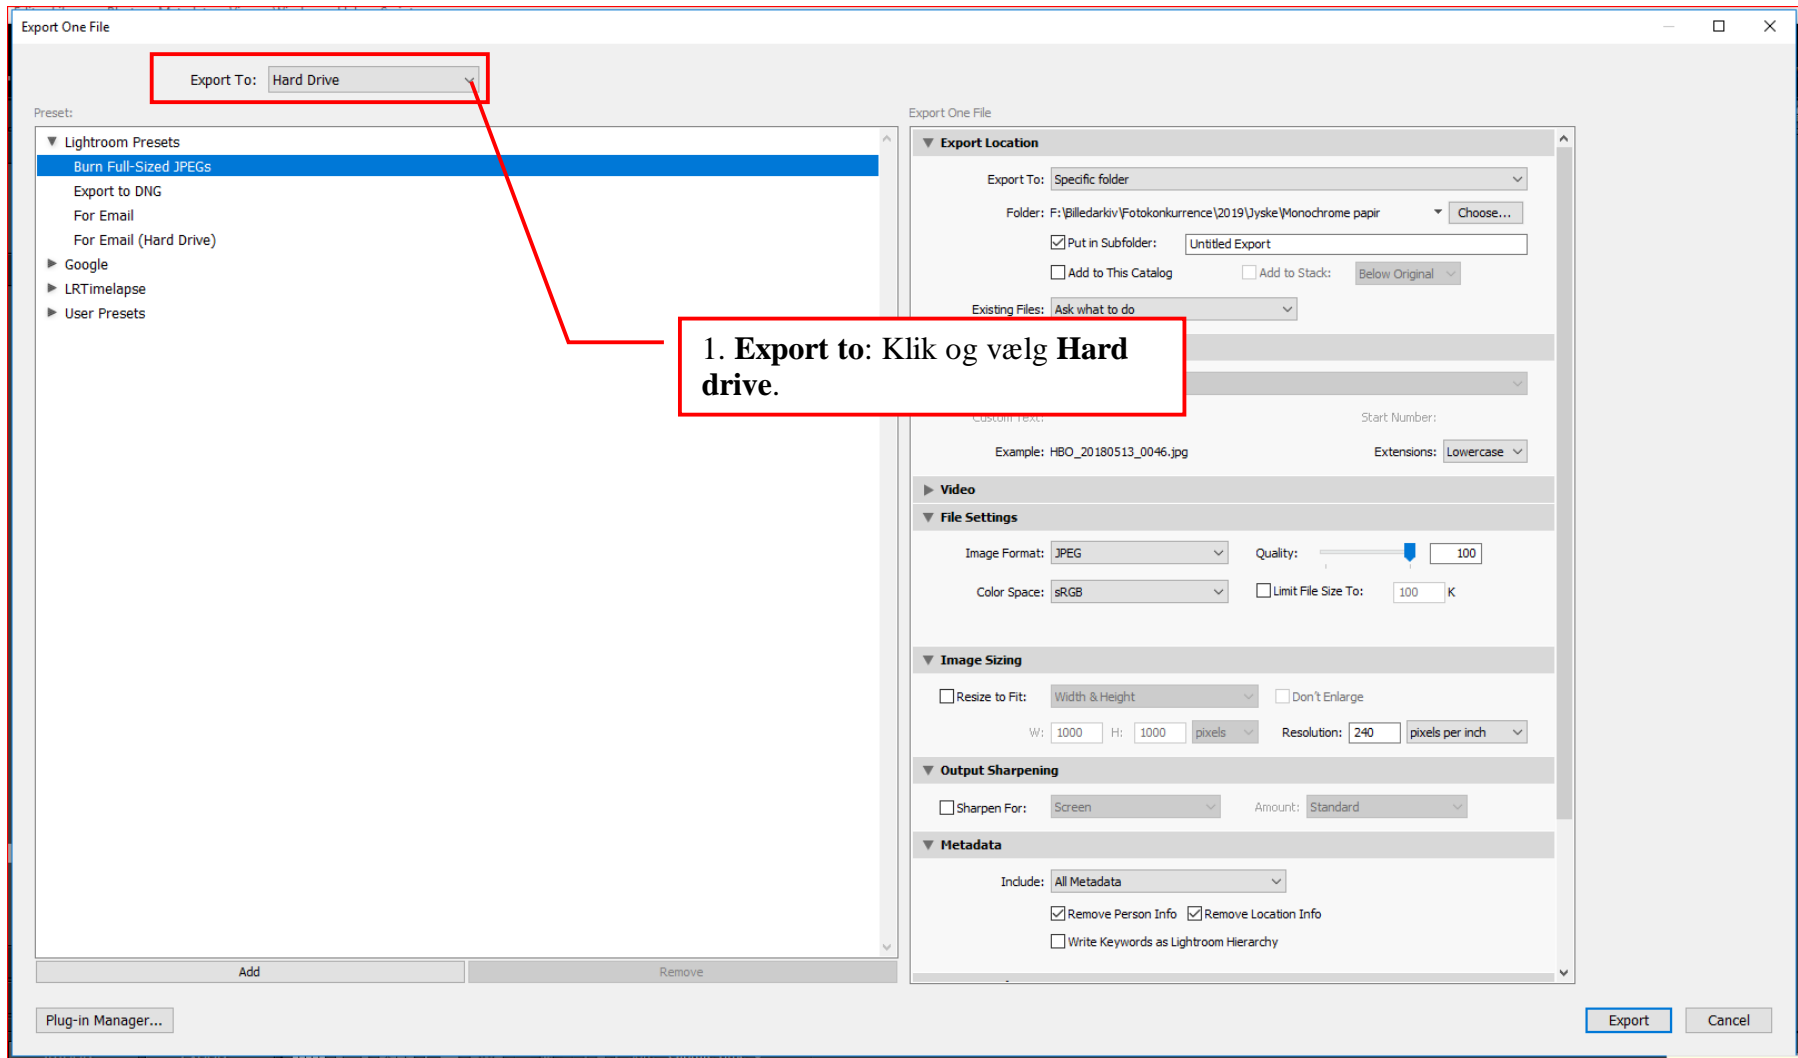 Export One File
Export To: Hard Drive
Preset:
Lightroom Presets
Burn Full-Sized JPEGs
Export to DNG
For Email
For Email (Hard Drive)
Google
LRTimelapse
User Presets
1. Export to: Klik og vælg Hard
drive.
Export One File
Export Location
Export To: Specific folder
Folder: F:\Billedarkiv\Fotokonkurrence\2019\Jyske\Monochrome papir Choose...
Put in Subfolder: Untitled Export
Add to This Catalog Add to Stack: Below Original
Existing Files: Ask what to do
Custom Text: Start Number:
Example: HBO_20180513_0046.jpg Extensions: Lowercase
Video
File Settings
Image Format: JPEG Quality: 100
Color Space: sRGB Limit File Size To: 100 K
Image Sizing
Resize to Fit: Width & Height Don't Enlarge
W: 1000 H: 1000 pixels Resolution: 240 pixels per inch
Output Sharpening
Sharpen For: Screen Amount: Standard
Metadata
Include: All Metadata
Remove Person Info Remove Location Info
Write Keywords as Lightroom Hierarchy
Add Remove
Plug-in Manager... Export Cancel